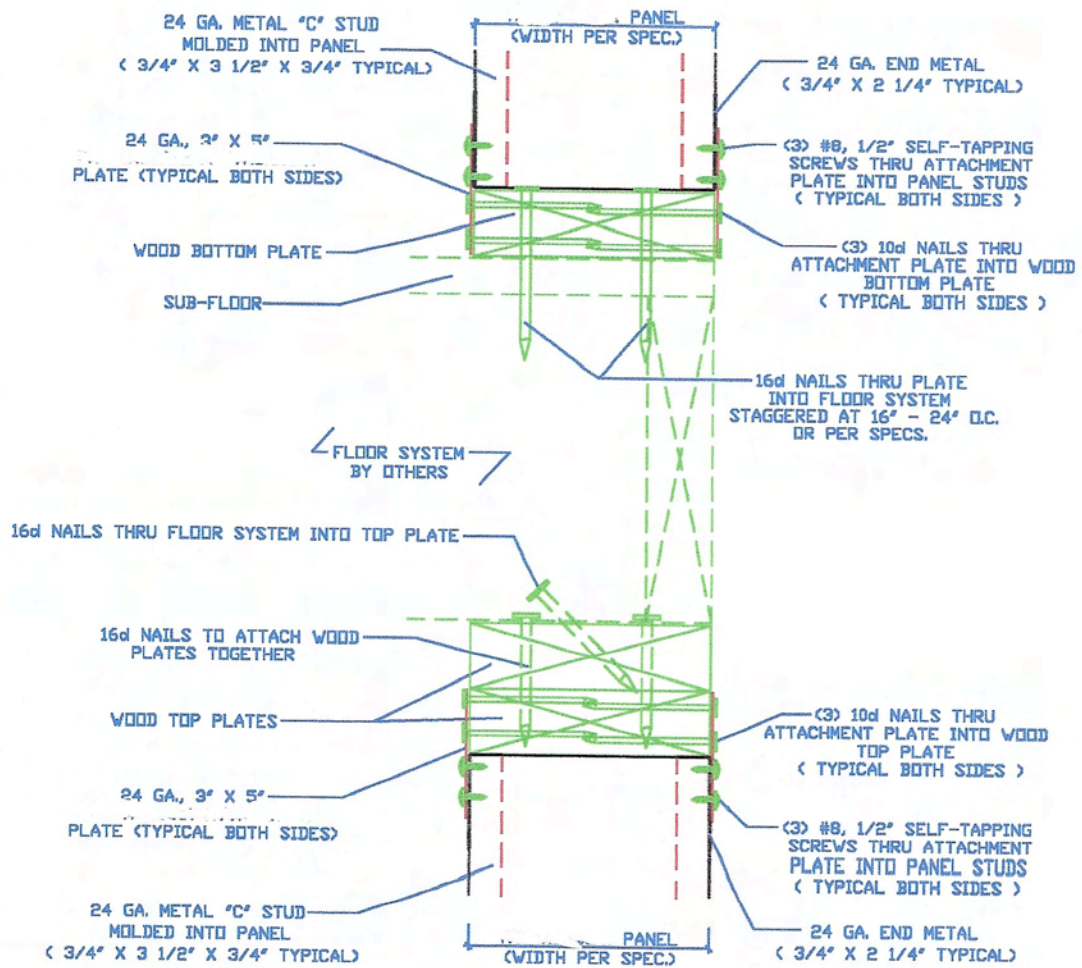 24 GA. METAL "C" STUD
MOLDED INTO PANEL
( 3/4" X 3 1/2" X 3/4" TYPICAL)
PANEL
(WIDTH PER SPEC.)
24 GA. END METAL
( 3/4" X 2 1/4" TYPICAL)
24 GA., 3" X 5"
PLATE (TYPICAL BOTH SIDES)
(3) #8, 1/2" SELF-TAPPING
SCREWS THRU ATTACHMENT
PLATE INTO PANEL STUDS
( TYPICAL BOTH SIDES )
WOOD BOTTOM PLATE
(3) 10d NAILS THRU
ATTACHMENT PLATE INTO WOOD
BOTTOM PLATE
( TYPICAL BOTH SIDES )
SUB-FLOOR
16d NAILS THRU PLATE
INTO FLOOR SYSTEM
STAGGERED AT 16" - 24" O.C.
OR PER SPECS.
FLOOR SYSTEM
BY OTHERS
16d NAILS THRU FLOOR SYSTEM INTO TOP PLATE
16d NAILS TO ATTACH WOOD
PLATES TOGETHER
WOOD TOP PLATES
(3) 10d NAILS THRU
ATTACHMENT PLATE INTO WOOD
TOP PLATE
( TYPICAL BOTH SIDES )
24 GA., 3" X 5"
PLATE (TYPICAL BOTH SIDES)
(3) #8, 1/2" SELF-TAPPING
SCREWS THRU ATTACHMENT
PLATE INTO PANEL STUDS
( TYPICAL BOTH SIDES )
24 GA. METAL "C" STUD
MOLDED INTO PANEL
( 3/4" X 3 1/2" X 3/4" TYPICAL)
PANEL
(WIDTH PER SPEC.)
24 GA. END METAL
( 3/4" X 2 1/4" TYPICAL)